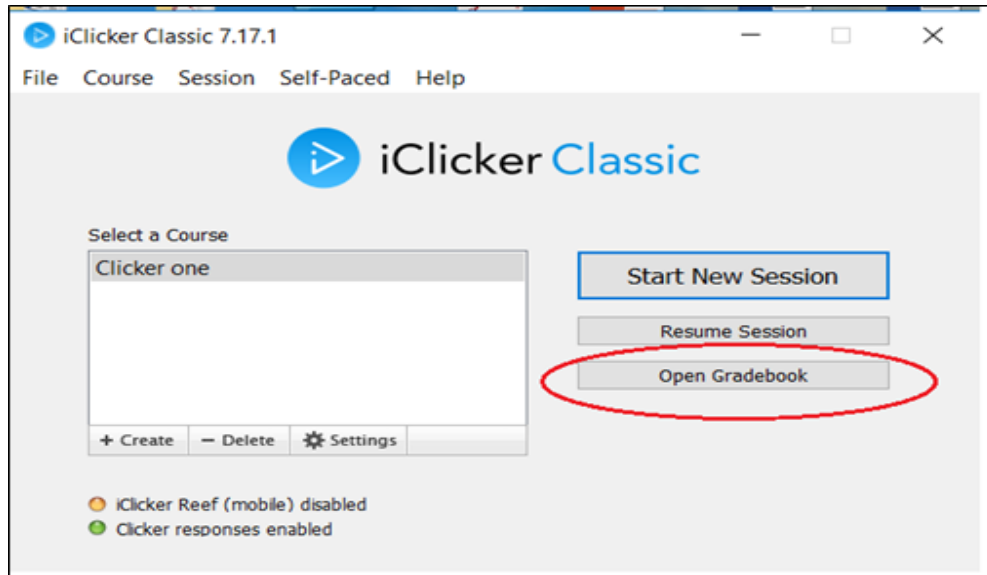 iClicker Classic 7.17.1
File Course Session Self-Paced Help
iClicker Classic
Select a Course
Clicker one
+ Create − Delete Settings
Start New Session
Resume Session
Open Gradebook
iClicker Reef (mobile) disabled
Clicker responses enabled